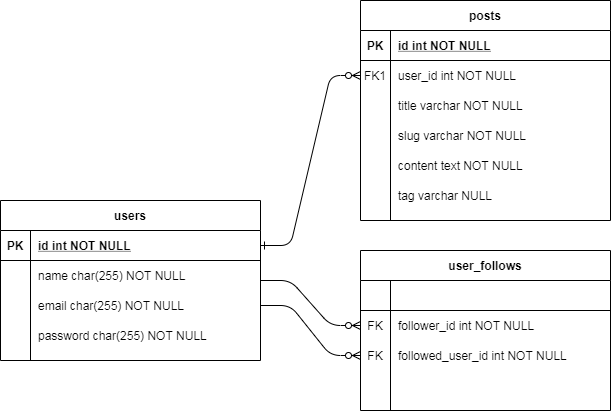 posts
PK id int NOT NULL
FK1 user_id int NOT NULL
title varchar NOT NULL
slug varchar NOT NULL
content text NOT NULL
tag varchar NULL
users
PK id int NOT NULL
name char(255) NOT NULL
email char(255) NOT NULL
password char(255) NOT NULL
user_follows
FK follower_id int NOT NULL
FK followed_user_id int NOT NULL